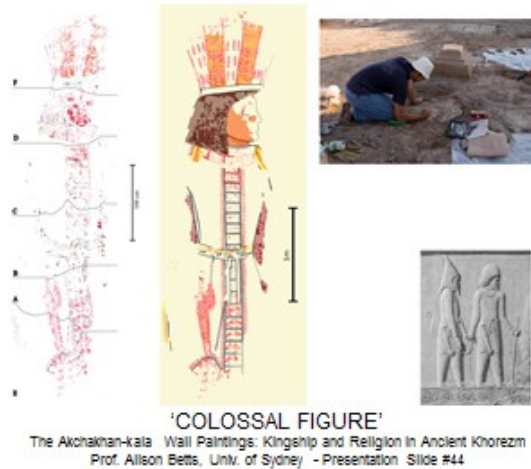 F
D
C
B
A
E
'COLOSSAL FIGURE'
The Akchakhan-kala Wall Paintings: Kingship and Religion in Ancient Khorezm
Prof. Alison Betts, Univ. of Sydney - Presentation Slide #44